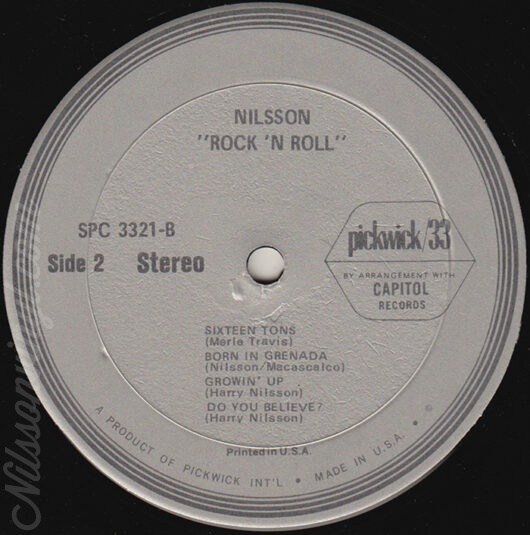 NILSSON
"ROCK 'N ROLL"
SPC 3321-B
Side 2 Stereo
pickwick/33
BY ARRANGEMENT WITH
CAPITOL
RECORDS
SIXTEEN TONS
(Merle Travis)
BORN IN GRENADA
(Nilsson/Macascalco)
GROWIN' UP
(Harry Nilsson)
DO YOU BELIEVE?
(Harry Nilsson)
Printed in U.S.A.
A PRODUCT OF PICKWICK INT'L • MADE IN U.S.A. •